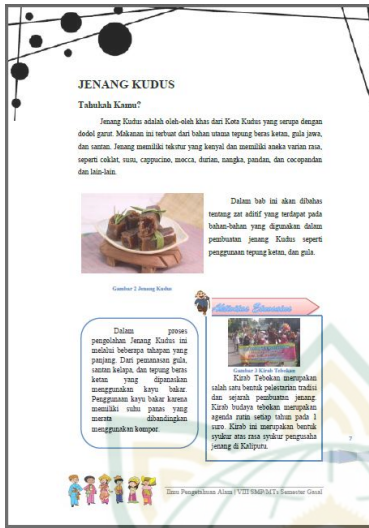 JENANG KUDUS
Tahukah Kamu?
Jenang Kudus adalah oleh-oleh khas dari Kota Kudus yang serupa dengan
dodol garut. Makanan ini terbuat dari bahan utama tepung beras ketan, gula jawa,
dan santan. Jenang memiliki tekstur yang kenyal dan memiliki aneka varian rasa,
seperti coklat, susu, cappucino, mocca, durian, nangka, pandan, dan cocopandan
dan lain-lain.
Dalam bab ini akan dibahas
tentang zat aditif yang terdapat pada
bahan-bahan yang digunakan dalam
pembuatan jenang Kudus seperti
penggunaan tepung ketan, dan gula.
Gambar 2 Jenang Kudus
Dalam proses
pengolahan Jenang Kudus ini
melalui beberapa tahapan yang
panjang. Dari pemanasan gula,
santan kelapa, dan tepung beras
ketan yang dipanaskan
menggunakan kayu bakar.
Penggunaan kayu bakar karena
memiliki suhu panas yang
merata dibandingkan
menggunakan kompor.
Gambar 3 Kirab Tebokan
Kirab Tebokan merupakan
salah satu bentuk pelestarian tradisi
dan sejarah pembuatan jenang.
Kirab budaya tebokan merupakan
agenda rutin setiap tahun pada 1
suro. Kirab ini merupakan bentuk
syukur atas rasa syukur pengusaha
jenang di Kaliputu.
7
Ilmu Pengetahuan Alam | VIII SMP/MTs Semester Gasal